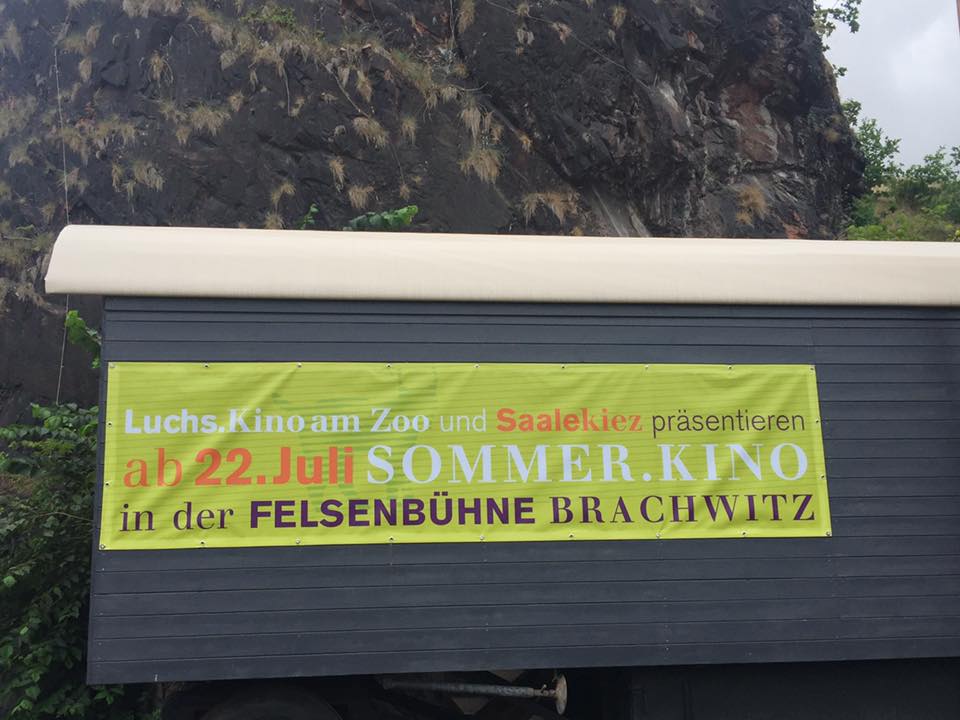 Luchs.Kino am Zoo und Saalekiez präsentieren
ab 22.Juli SOMMER.KINO
in der FELSENBÜHNE BRACHWITZ